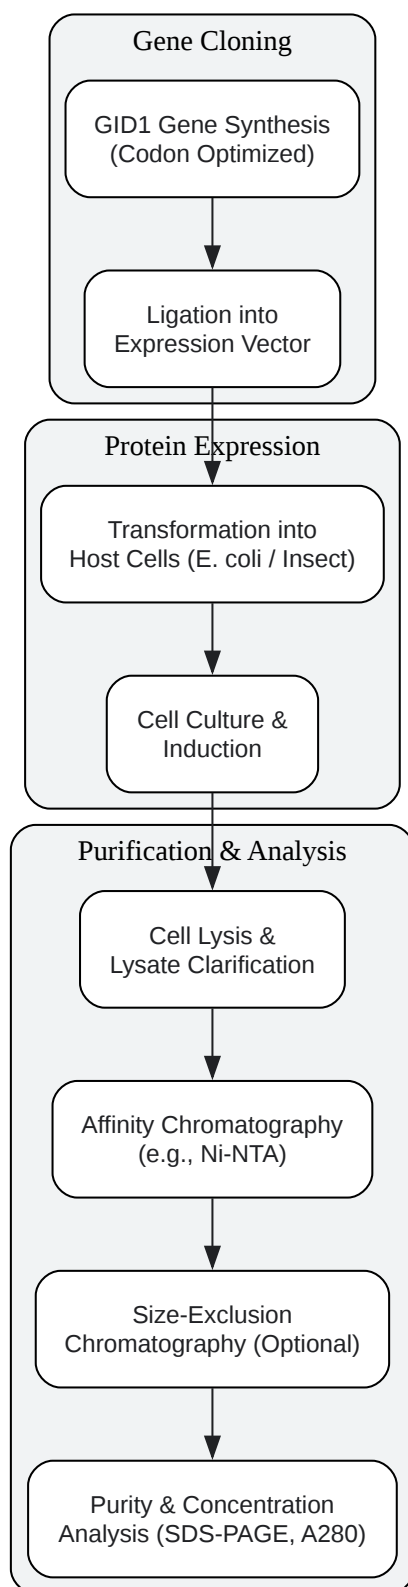 Gene Cloning
GID1 Gene Synthesis
(Codon Optimized)
Ligation into
Expression Vector
Protein Expression
Transformation into
Host Cells (E. coli / Insect)
Cell Culture &
Induction
Purification & Analysis
Cell Lysis &
Lysate Clarification
Affinity Chromatography
(e.g., Ni-NTA)
Size-Exclusion
Chromatography (Optional)
Purity & Concentration
Analysis (SDS-PAGE, A280)